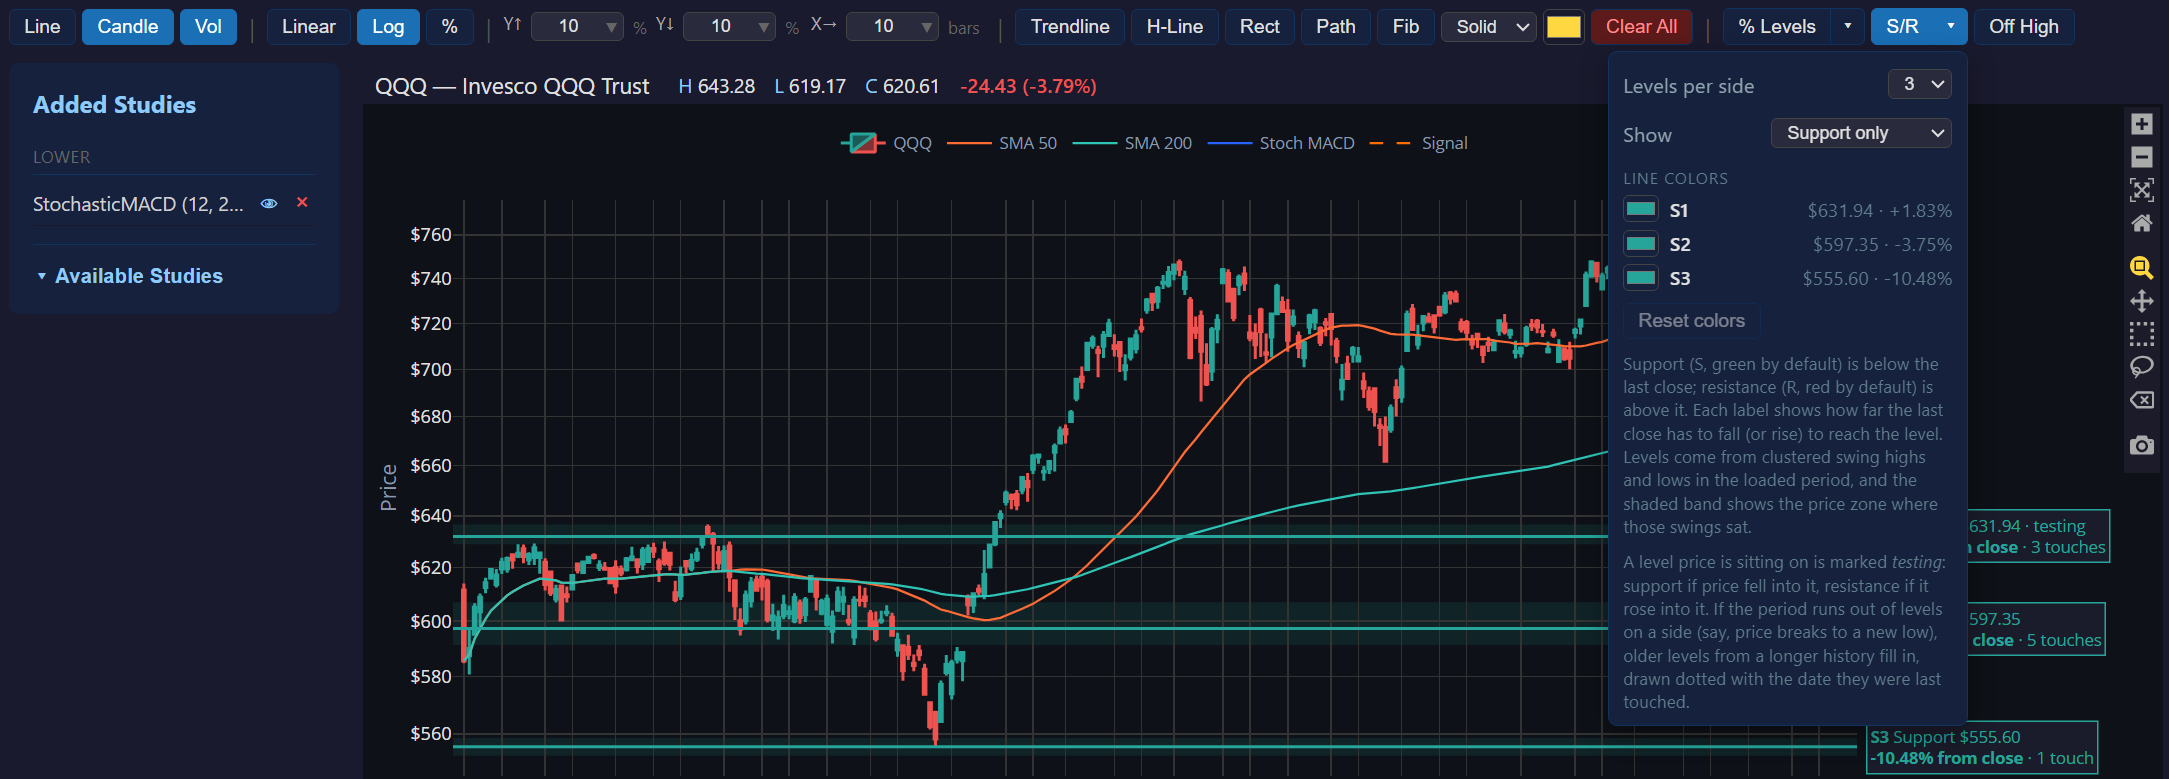 Line Candle Vol | Linear Log % | Y↑ 10 % Y↓ 10 % X→ 10 bars | Trendline H-Line Rect Path Fib Solid Clear All | % Levels S/R Off High
Added Studies
LOWER
StochasticMACD (12, 2...
Available Studies
QQQ — Invesco QQQ Trust H 643.28 L 619.17 C 620.61 -24.43 (-3.79%)
QQQ SMA 50 SMA 200 Stoch MACD Signal
Price
$760
$740
$720
$700
$680
$660
$640
$620
$600
$580
$560
Levels per side 3
Show Support only
LINE COLORS
S1 $631.94 · +1.83%
S2 $597.35 · -3.75%
S3 $555.60 · -10.48%
Reset colors
Support (S, green by default) is below the
last close; resistance (R, red by default) is
above it. Each label shows how far the last
close has to fall (or rise) to reach the level.
Levels come from clustered swing highs
and lows in the loaded period, and the
shaded band shows the price zone where
those swings sat.
A level price is sitting on is marked testing:
support if price fell into it, resistance if it
rose into it. If the period runs out of levels
on a side (say, price breaks to a new low),
older levels from a longer history fill in,
drawn dotted with the date they were last
touched.
631.94 · testing
close · 3 touches
597.35
close · 5 touches
S3 Support $555.60
-10.48% from close · 1 touch